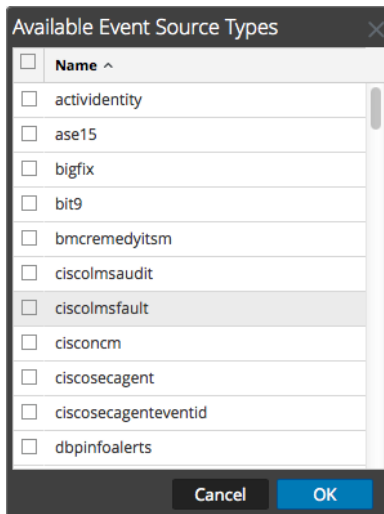 Available Event Source Types
Name
actividentity
ase15
bigfix
bit9
bmcremedyitsm
ciscolmsaudit
ciscolmsfault
cisconcm
ciscosecagent
ciscosecagenteventid
dbpinfoalerts
Cancel OK